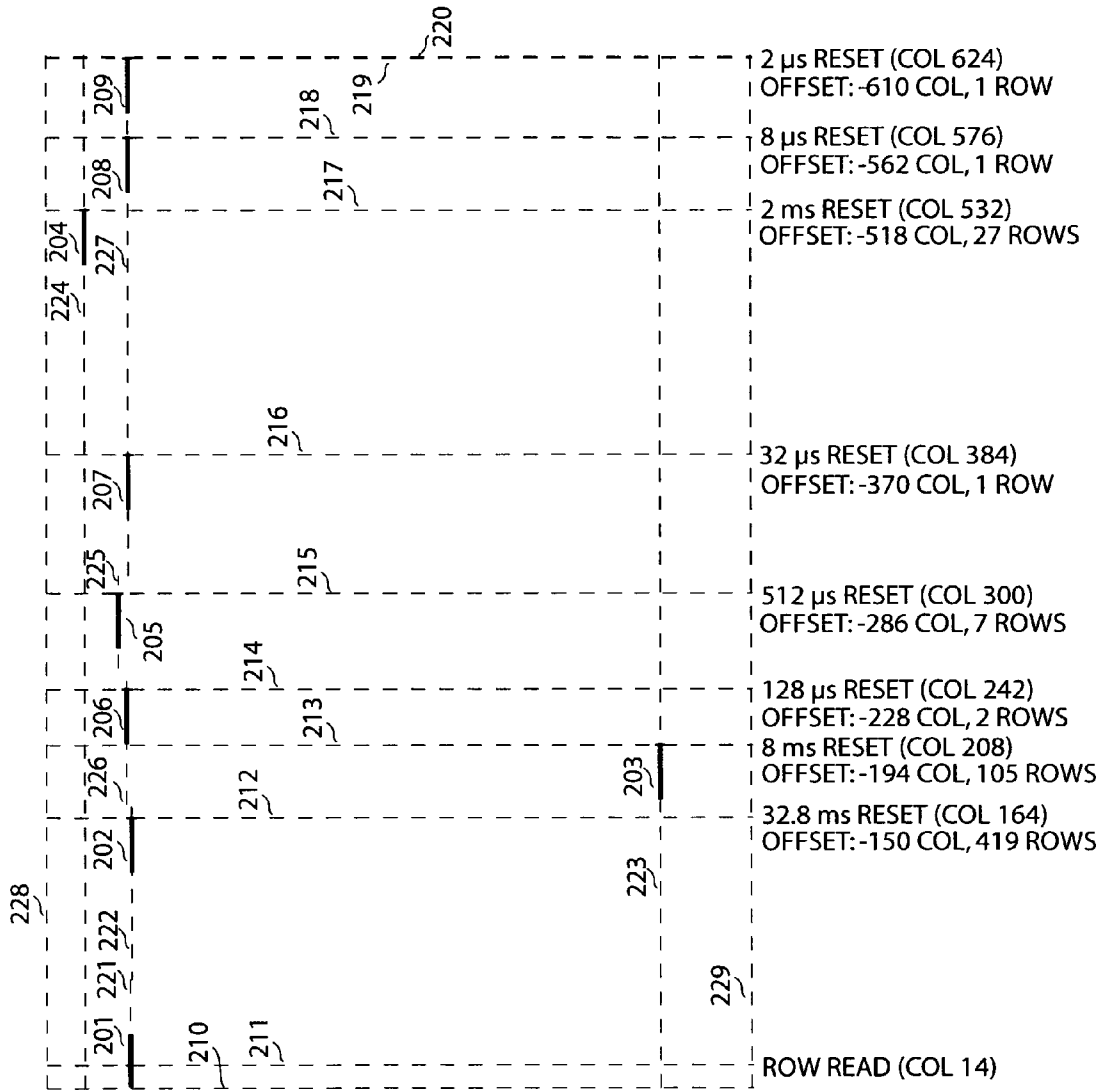 220
209
219
2 µs RESET (COL 624)
OFFSET: -610 COL, 1 ROW
218
208
8 µs RESET (COL 576)
OFFSET: -562 COL, 1 ROW
217
204
227
224
2 ms RESET (COL 532)
OFFSET: -518 COL, 27 ROWS
216
207
32 µs RESET (COL 384)
OFFSET: -370 COL, 1 ROW
225
215
205
512 µs RESET (COL 300)
OFFSET: -286 COL, 7 ROWS
214
206
213
128 µs RESET (COL 242)
OFFSET: -228 COL, 2 ROWS
226
212
203
8 ms RESET (COL 208)
OFFSET: -194 COL, 105 ROWS
202
32.8 ms RESET (COL 164)
OFFSET: -150 COL, 419 ROWS
228
222
223
221
229
201
210
211
ROW READ (COL 14)